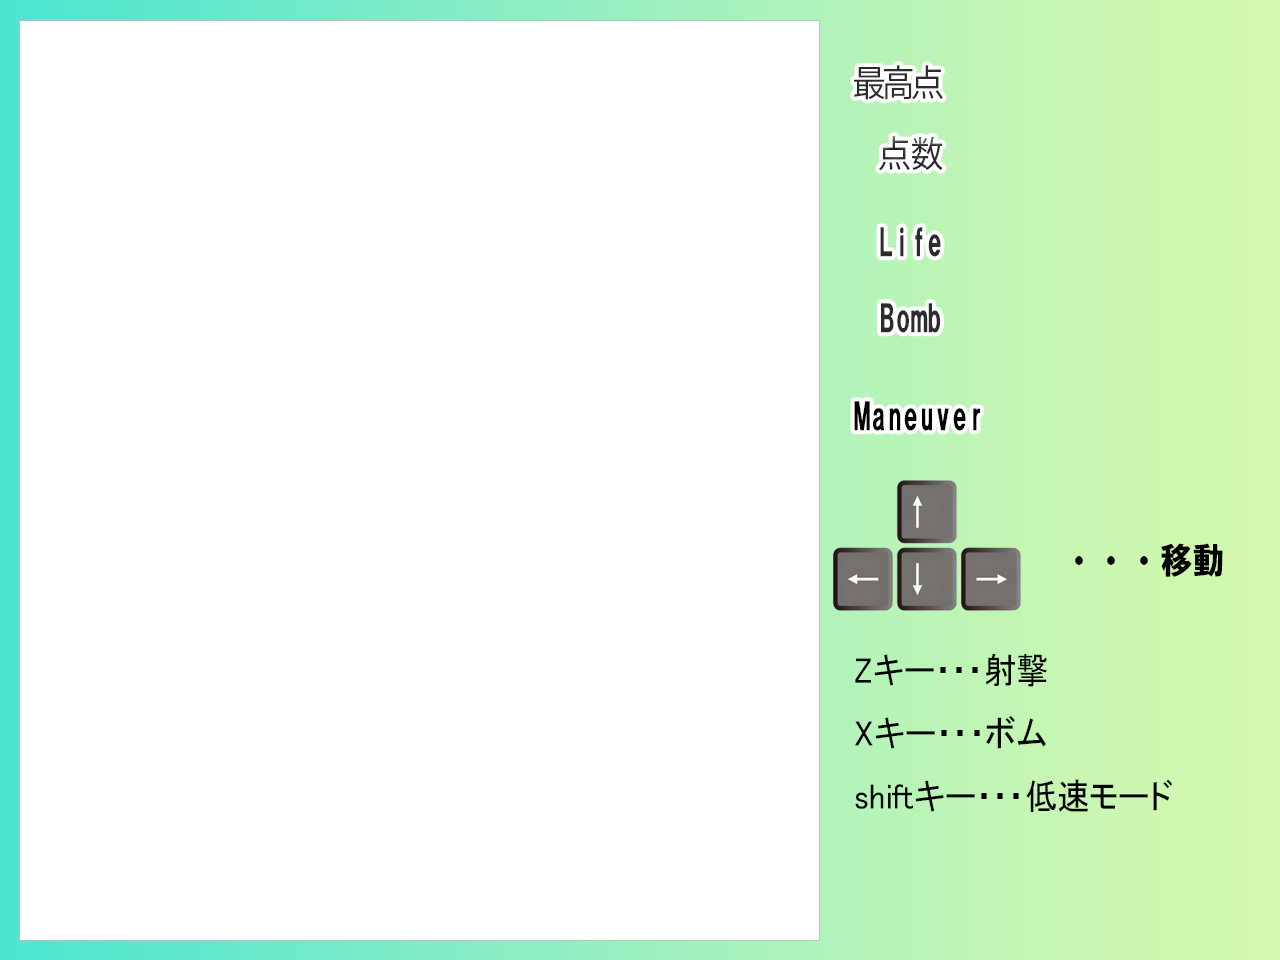 最高点
点数
Life
Bomb
Maneuver
↑
← ↓ →
・・・移動
Zキー・・・射撃
Xキー・・・ボム
shiftキー・・・低速モード